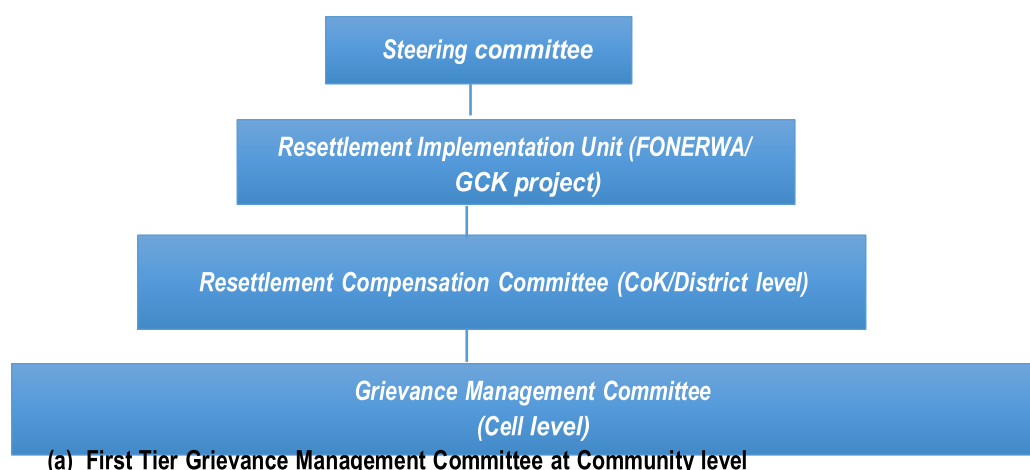 Steering committee
Resettlement Implementation Unit (FONERWA/
GCK project)
Resettlement Compensation Committee (CoK/District level)
Grievance Management Committee
(Cell level)
(a) First Tier Grievance Management Committee at Community level